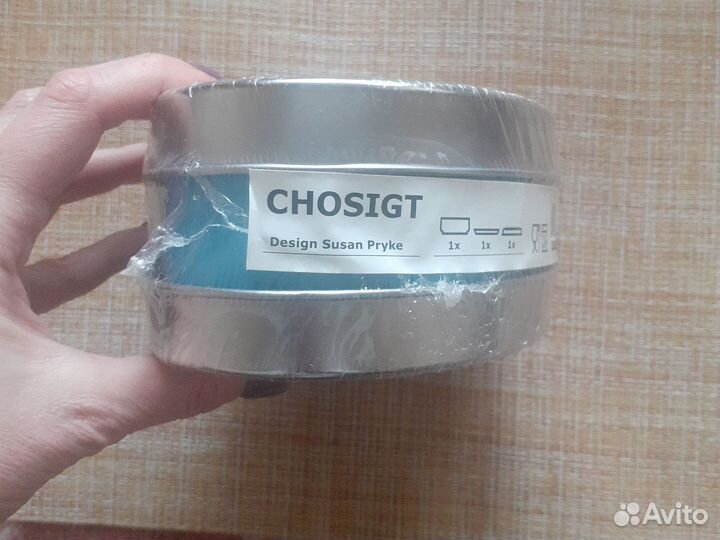 CHOSIGT
Design Susan Pryke
1x 1x 1x
Avito